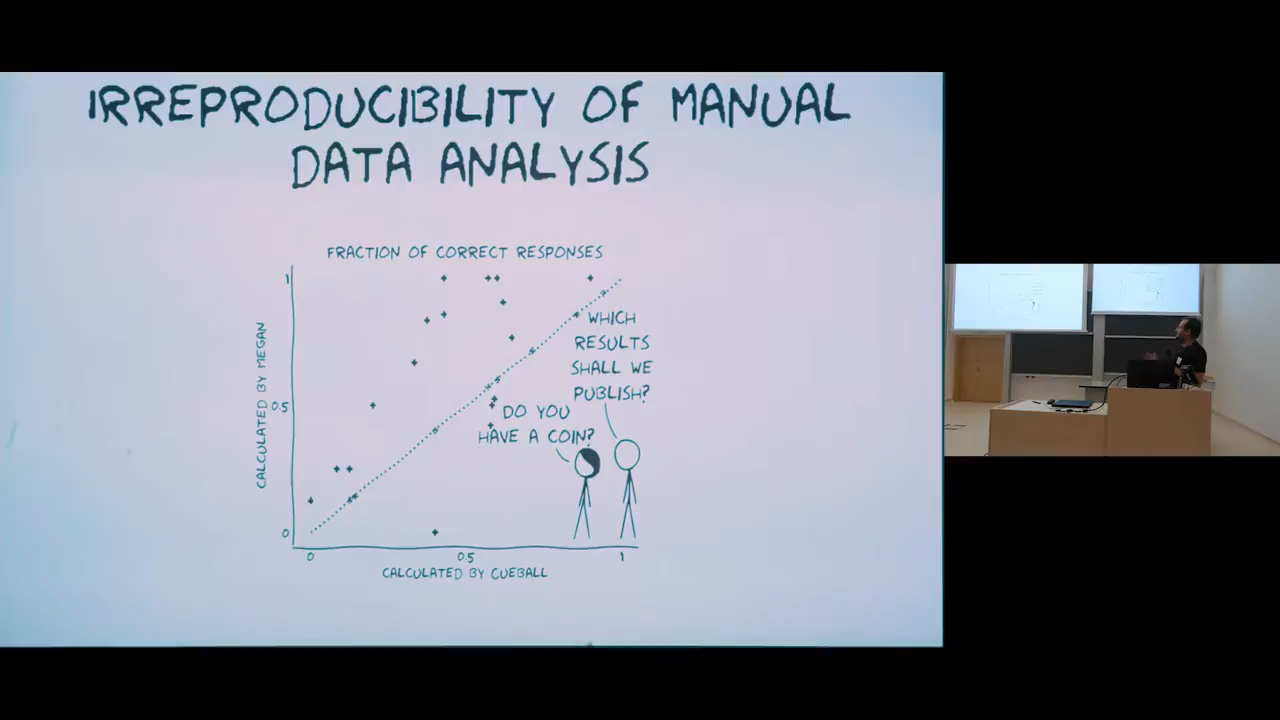 IRREPRODUCIBILITY OF MANUAL
DATA ANALYSIS
FRACTION OF CORRECT RESPONSES
1
WHICH
RESULTS
SHALL WE
PUBLISH?
CALCULATED BY MEGAN
0.5
DO YOU
HAVE A COIN?
0
0
0.5
1
CALCULATED BY CUEBALL